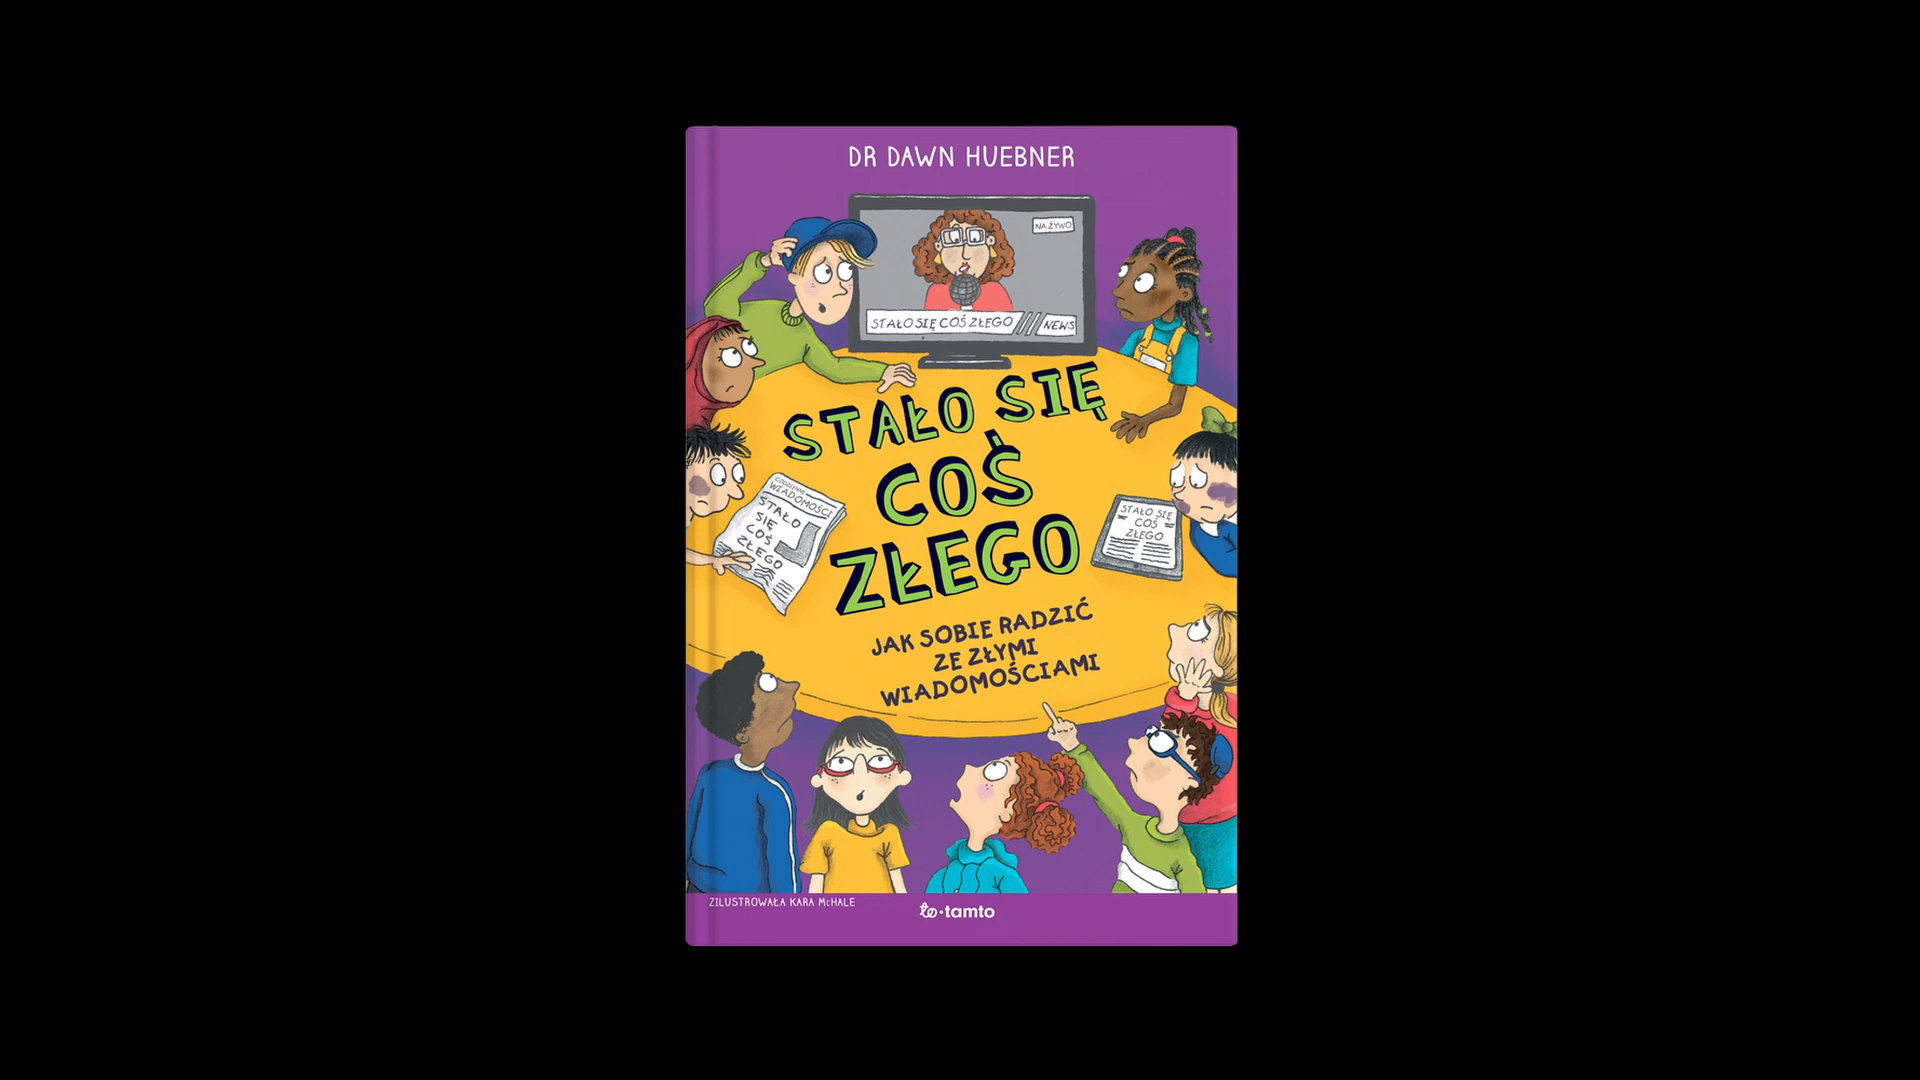 DR DAWN HUEBNER
NA ŻYWO
STAŁO SIĘ COŚ ZŁEGO
NEWS
STAŁO SIĘ
COŚ
ZŁEGO
CODZIENNE
WIADOMOŚCI
STAŁO
SIĘ
COŚ
ZŁEGO
STAŁO SIĘ
COŚ
ZŁEGO
JAK SOBIE RADZIĆ
ZE ZŁYMI
WIADOMOŚCIAMI
ZILUSTROWAŁA KARA McHALE
to·tamto